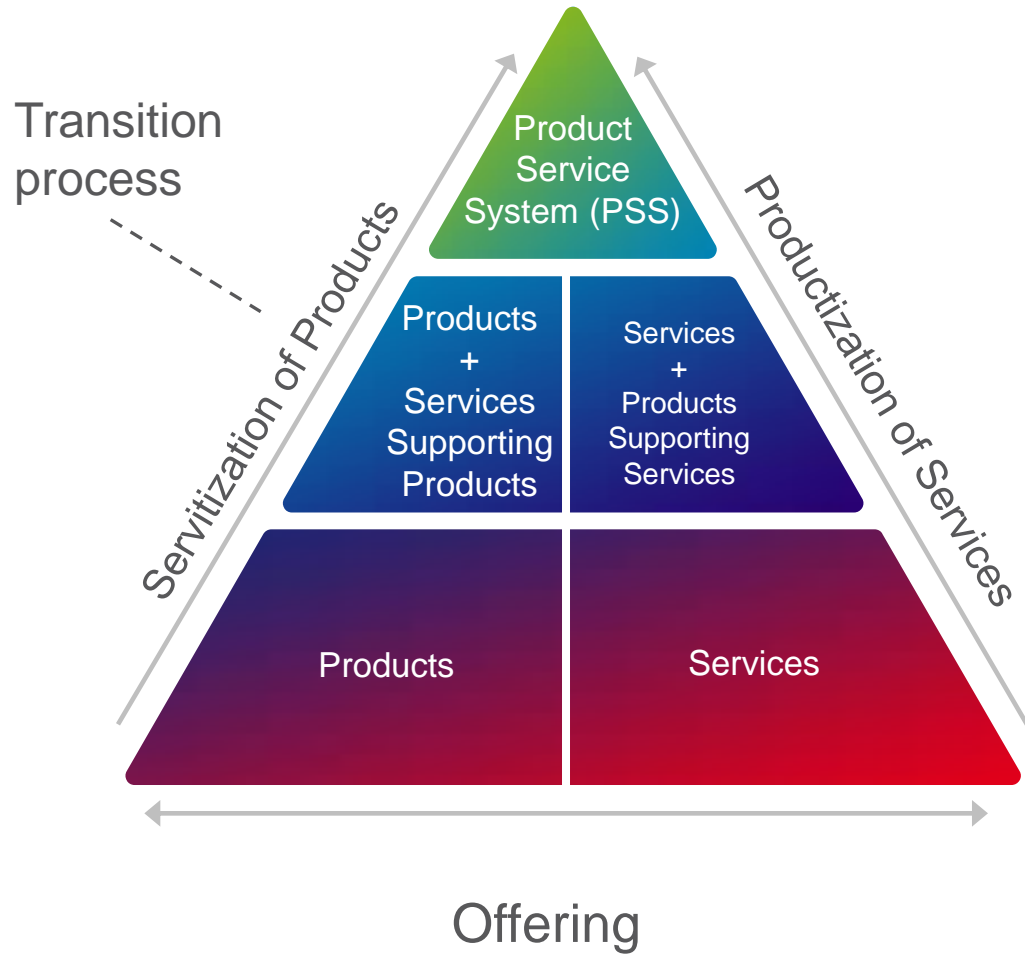 Transition
process
Product
Service
System (PSS)
Servitization of Products
Productization of Services
Products
+
Services
Supporting
Products
Services
+
Products
Supporting
Services
Products
Services
Offering